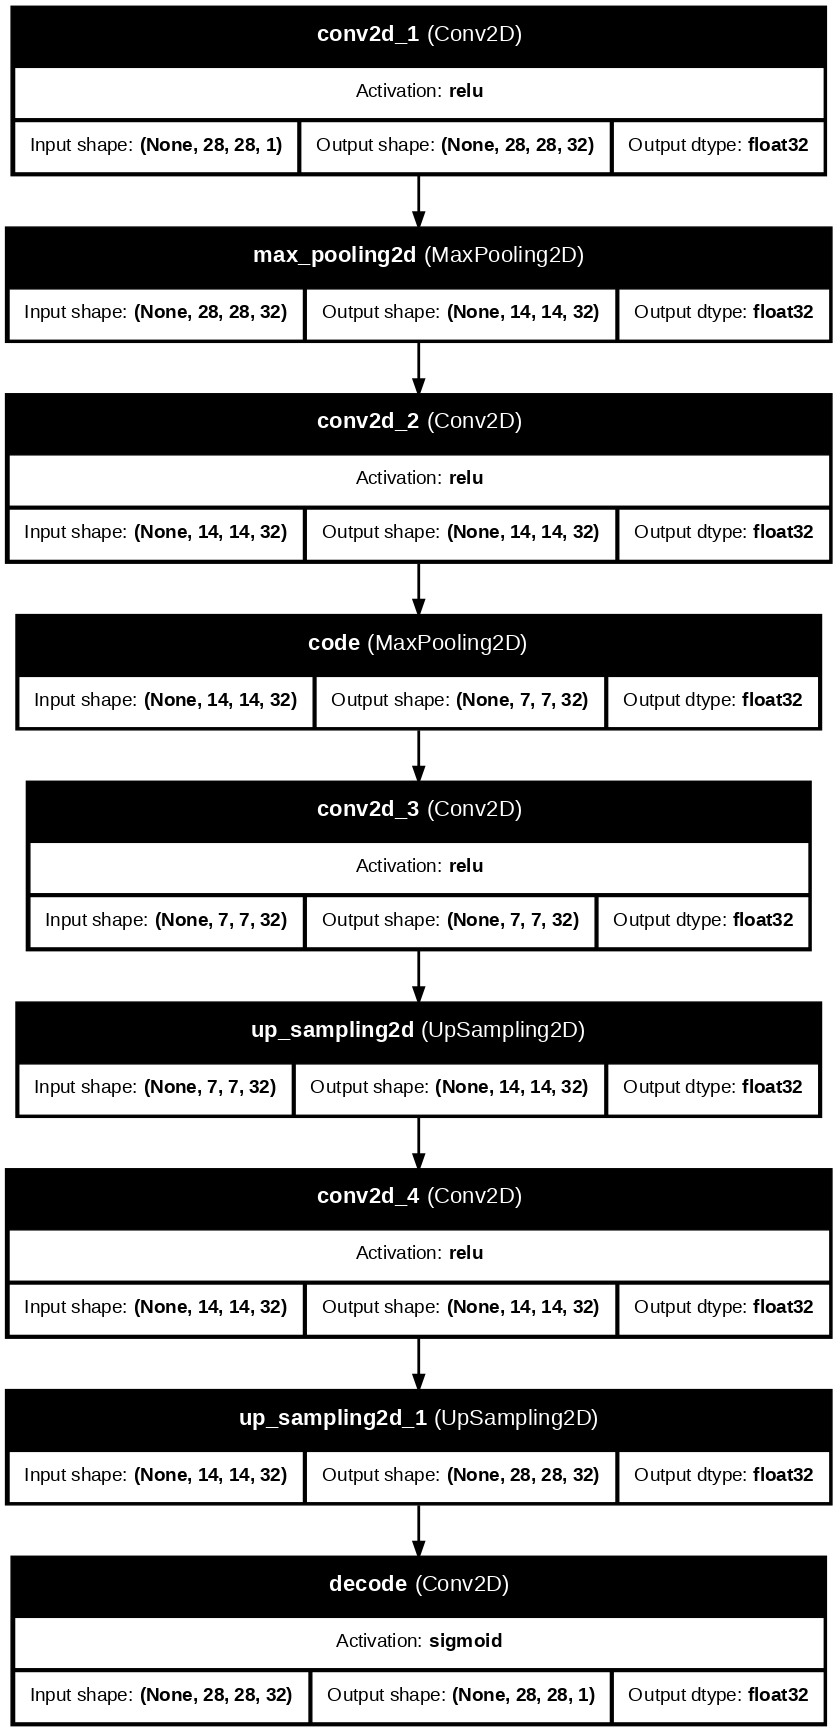 conv2d_1 (Conv2D)
Activation: relu
Input shape: (None, 28, 28, 1) Output shape: (None, 28, 28, 32) Output dtype: float32
max_pooling2d (MaxPooling2D)
Input shape: (None, 28, 28, 32) Output shape: (None, 14, 14, 32) Output dtype: float32
conv2d_2 (Conv2D)
Activation: relu
Input shape: (None, 14, 14, 32) Output shape: (None, 14, 14, 32) Output dtype: float32
code (MaxPooling2D)
Input shape: (None, 14, 14, 32) Output shape: (None, 7, 7, 32) Output dtype: float32
conv2d_3 (Conv2D)
Activation: relu
Input shape: (None, 7, 7, 32) Output shape: (None, 7, 7, 32) Output dtype: float32
up_sampling2d (UpSampling2D)
Input shape: (None, 7, 7, 32) Output shape: (None, 14, 14, 32) Output dtype: float32
conv2d_4 (Conv2D)
Activation: relu
Input shape: (None, 14, 14, 32) Output shape: (None, 14, 14, 32) Output dtype: float32
up_sampling2d_1 (UpSampling2D)
Input shape: (None, 14, 14, 32) Output shape: (None, 28, 28, 32) Output dtype: float32
decode (Conv2D)
Activation: sigmoid
Input shape: (None, 28, 28, 32) Output shape: (None, 28, 28, 1) Output dtype: float32